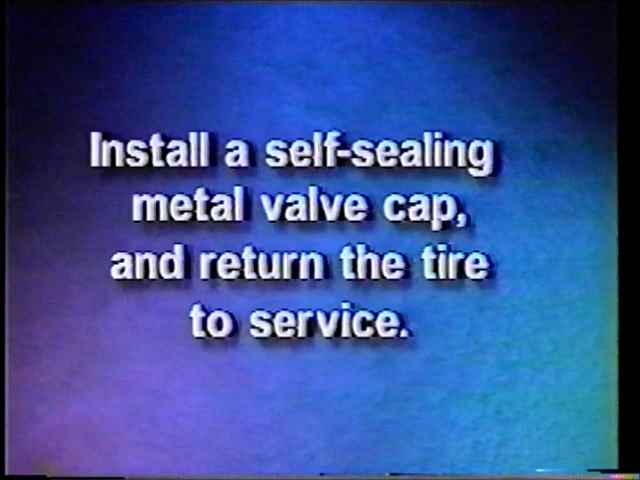 Install a self-sealing
metal valve cap,
and return the tire
to service.